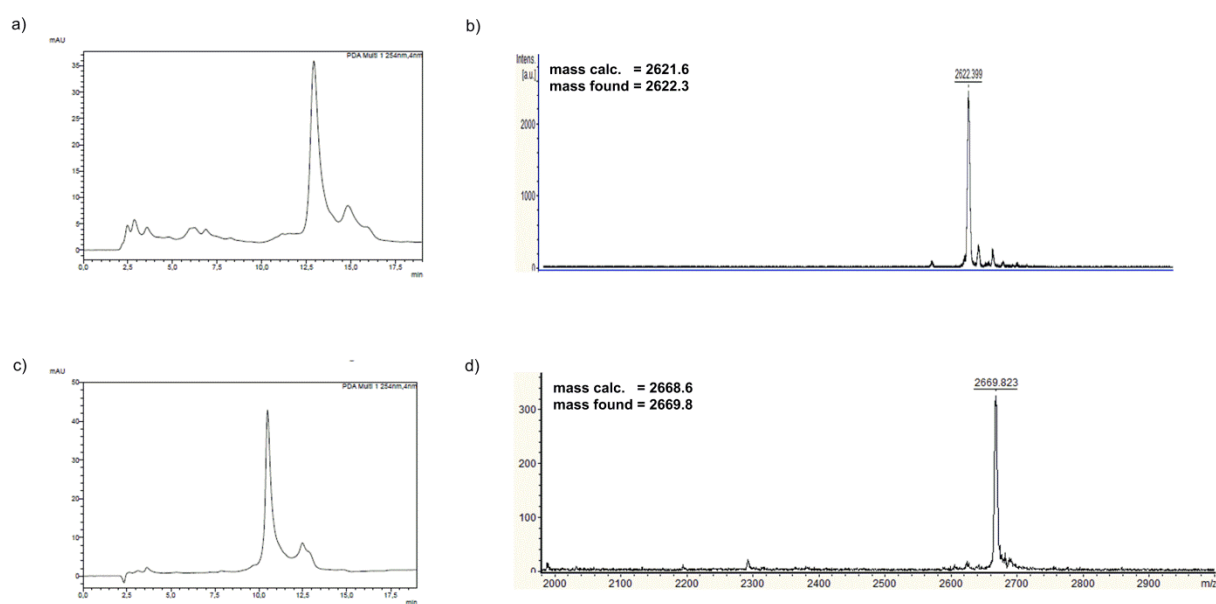 a)
mAU
PDA Multi 1 254nm,4nm
35
30
25
20
15
10
5
0
0,0 2,5 5,0 7,5 10,0 12,5 15,0 17,5
min
b)
Intens.
[a.u.]
mass calc. = 2621.6
mass found = 2622.3
2622.399
2000
1000
0
c)
mAU
PDA Multi 1 254nm,4nm
50
40
30
20
10
0
0,0 2,5 5,0 7,5 10,0 12,5 15,0 17,5
min
d)
mass calc. = 2668.6
mass found = 2669.8
2669.823
300
200
100
0
2000 2100 2200 2300 2400 2500 2600 2700 2800 2900 m/z